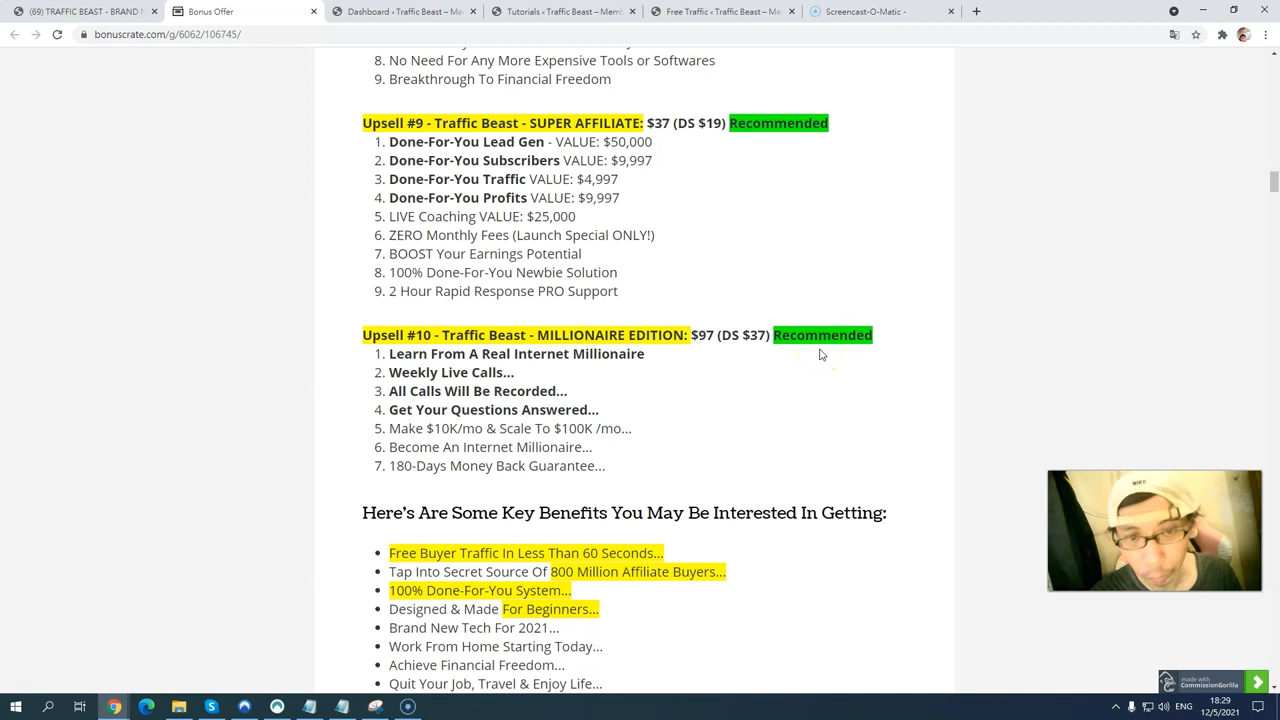 (69) TRAFFIC BEAST - BRAND N
Bonus Offer
Dashboard ‹ Traffic Beast — Me
Tutorials ‹ Traffic Beast — Memb
Free Traffic ‹ Traffic Beast — Me
Screencast-O-Matic -
bonuscrate.com/g/6062/106745/
8. No Need For Any More Expensive Tools or Softwares
9. Breakthrough To Financial Freedom
Upsell #9 - Traffic Beast - SUPER AFFILIATE: $37 (DS $19) Recommended
1. Done-For-You Lead Gen - VALUE: $50,000
2. Done-For-You Subscribers VALUE: $9,997
3. Done-For-You Traffic VALUE: $4,997
4. Done-For-You Profits VALUE: $9,997
5. LIVE Coaching VALUE: $25,000
6. ZERO Monthly Fees (Launch Special ONLY!)
7. BOOST Your Earnings Potential
8. 100% Done-For-You Newbie Solution
9. 2 Hour Rapid Response PRO Support
Upsell #10 - Traffic Beast - MILLIONAIRE EDITION: $97 (DS $37) Recommended
1. Learn From A Real Internet Millionaire
2. Weekly Live Calls...
3. All Calls Will Be Recorded...
4. Get Your Questions Answered...
5. Make $10K/mo & Scale To $100K /mo...
6. Become An Internet Millionaire...
7. 180-Days Money Back Guarantee...
Here's Are Some Key Benefits You May Be Interested In Getting:
• Free Buyer Traffic In Less Than 60 Seconds...
• Tap Into Secret Source Of 800 Million Affiliate Buyers...
• 100% Done-For-You System...
• Designed & Made For Beginners...
• Brand New Tech For 2021...
• Work From Home Starting Today...
• Achieve Financial Freedom...
• Quit Your Job, Travel & Enjoy Life...
made with
CommissionGorilla
ENG
18:29
12/5/2021